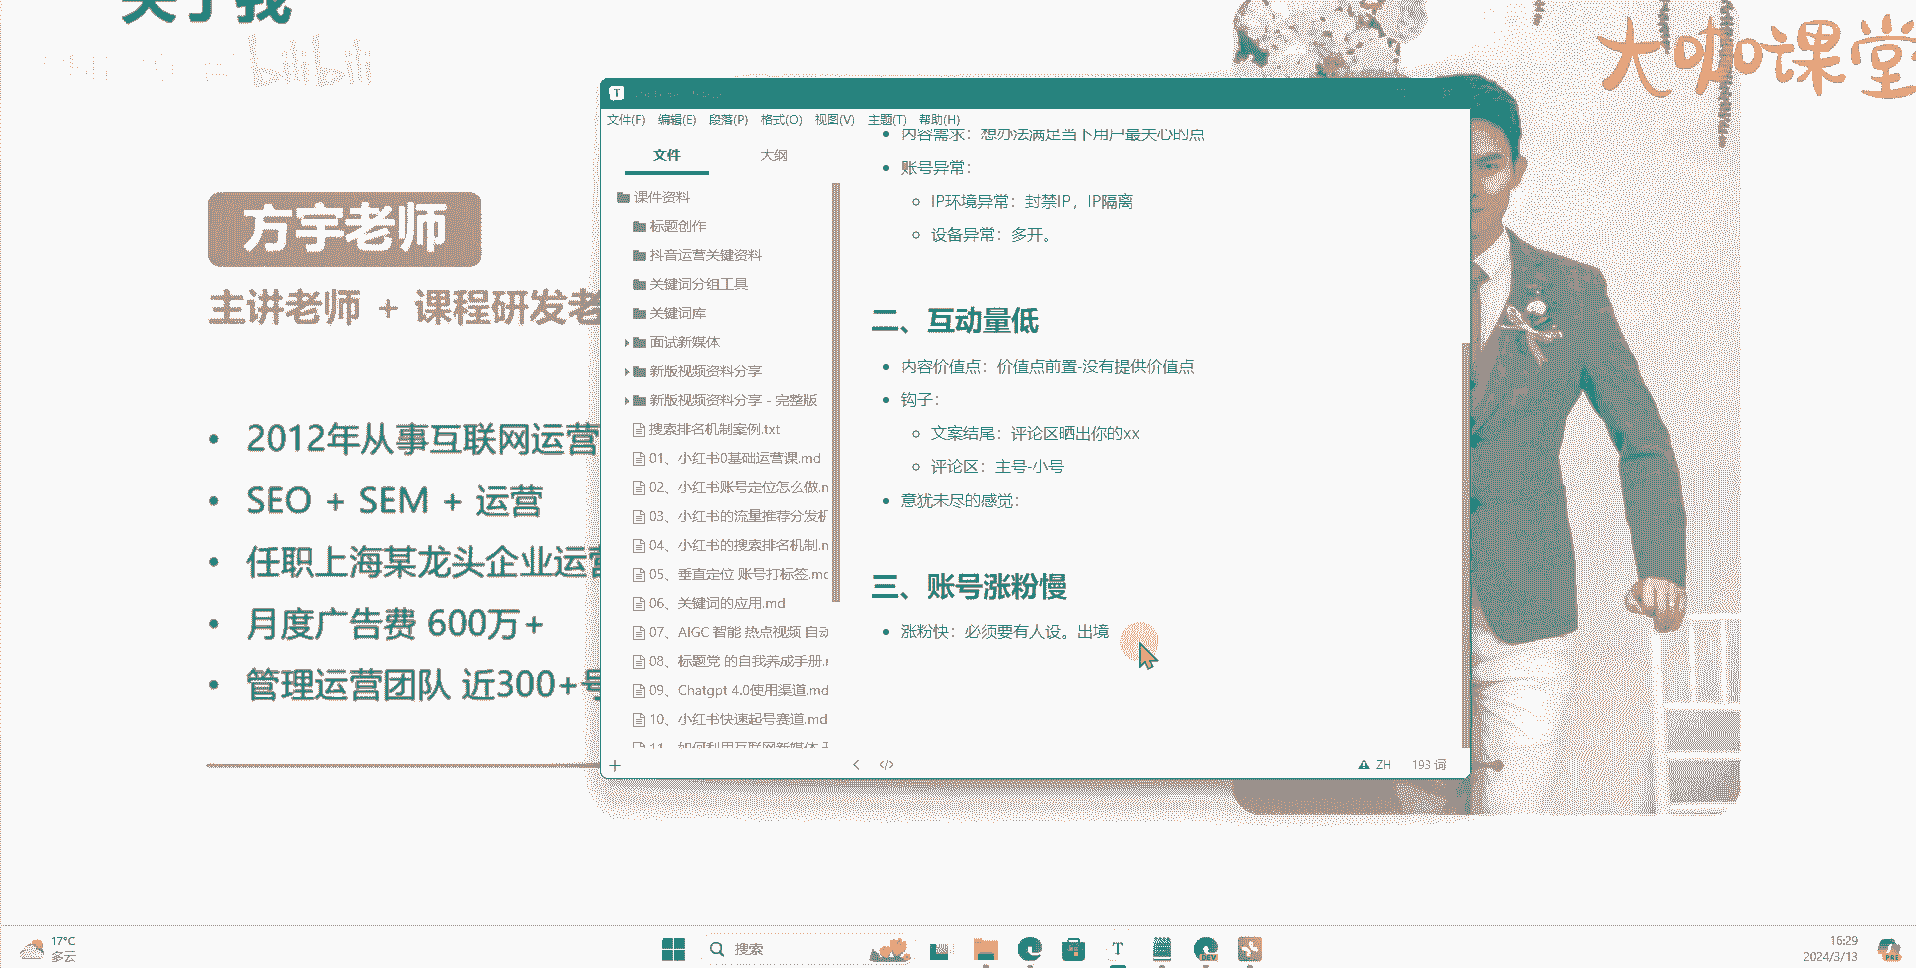 关于我
bilibili
大咖课堂
方宇老师
主讲老师 + 课程研发老
2012年从事互联网运营
SEO + SEM + 运营
任职上海某龙头企业运营
月度广告费 600万+
管理运营团队 近300+号
T
文件(F) 编辑(E) 段落(P) 格式(O) 视图(V) 主题(T) 帮助(H)
文件 大纲
课件资料
标题创作
抖音运营关键资料
关键词分组工具
关键词库
面试新媒体
新版视频资料分享
新版视频资料分享 - 完整版
搜索排名机制案例.txt
01、小红书0基础运营课.md
02、小红书账号定位怎么做.m
03、小红书的流量推荐分发机
04、小红书的搜索排名机制.m
05、垂直定位 账号打标签.md
06、关键词的应用.md
07、AIGC 智能 热点视频 自动
08、标题党 的自我养成手册.m
09、Chatgpt 4.0使用渠道.md
10、小红书快速起号赛道.md
11、如何利用互联网新媒体
内容需求：想办法满足当下用户最关心的点
账号异常：
IP环境异常：封禁IP，IP隔离
设备异常：多开。
二、互动量低
内容价值点：价值点前置-没有提供价值点
钩子：
文案结尾：评论区晒出你的xx
评论区：主号-小号
意犹未尽的感觉：
三、账号涨粉慢
涨粉快：必须要有人设。出境
ZH 193 词
17°C
多云
搜索
T
DEV
16:29
2024/3/13
PRE